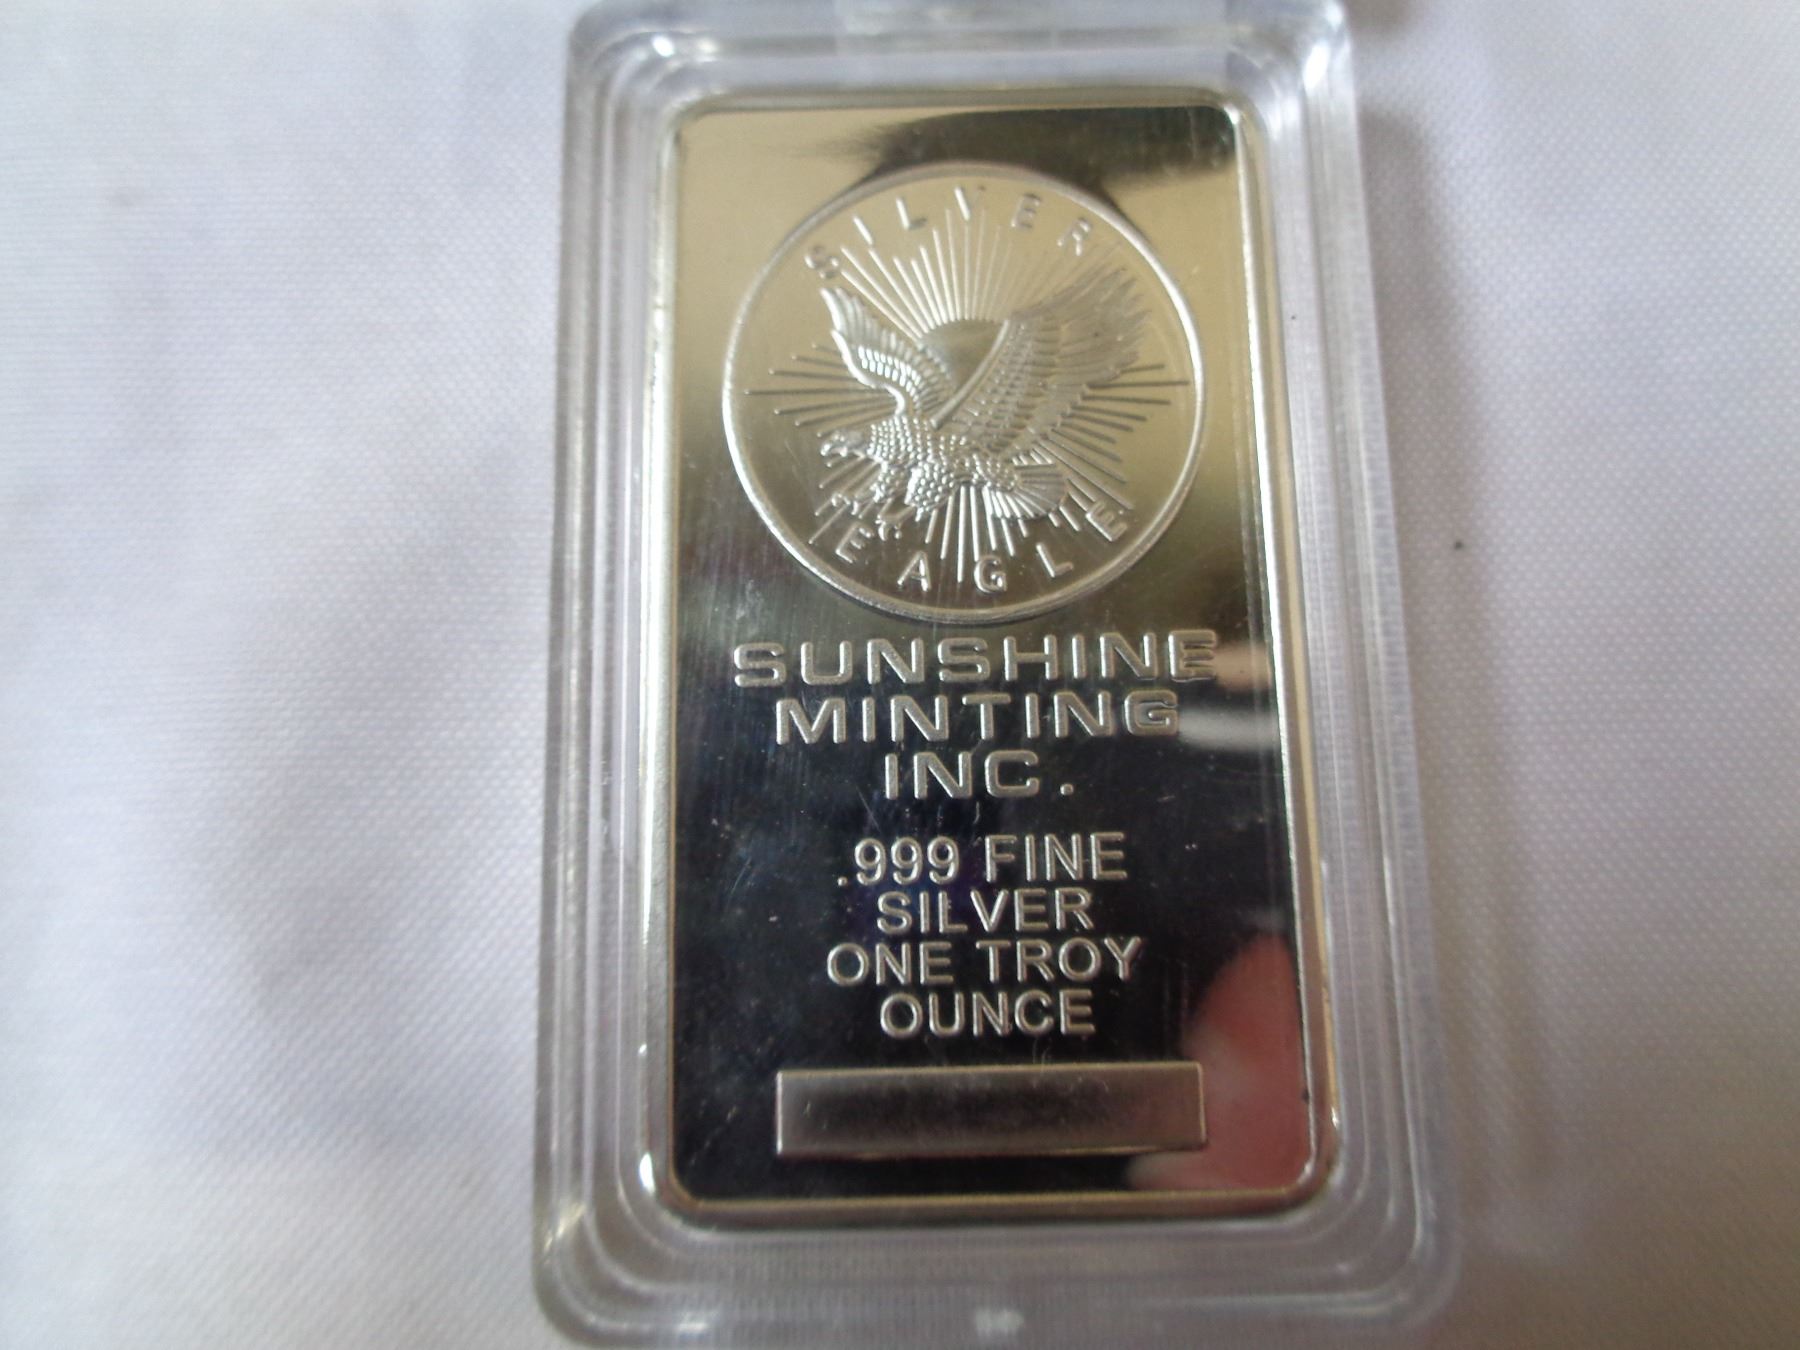 SILVER
EAGLE
SUNSHINE
MINTING
INC.
.999 FINE
SILVER
ONE TROY
OUNCE